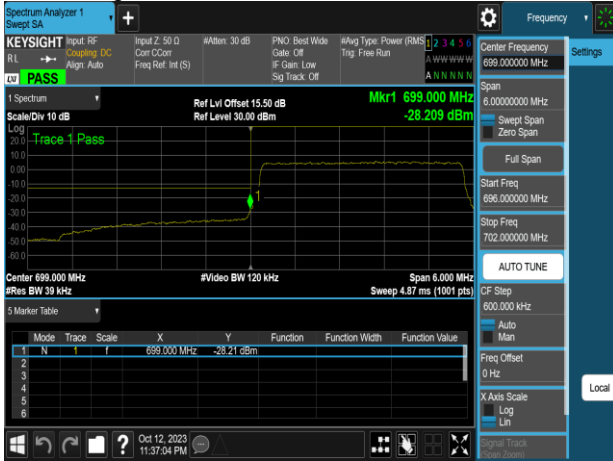 Spectrum Analyzer 1
Swept SA
+
Frequency
KEYSIGHT Input: RF Input Z: 50 Ω #Atten: 30 dB PNO: Best Wide #Avg Type: Power (RMS 1 2 3 4 5 6
RL Coupling: DC Corr CCorr Gate: Off Trig: Free Run A W W W W W
Align: Auto Freq Ref: Int (S) IF Gain: Low
LXI PASS Sig Track: Off A N N N N N
1 Spectrum Ref Lvl Offset 15.50 dB Mkr1 699.000 MHz
Scale/Div 10 dB Ref Level 30.00 dBm -28.209 dBm
Log
Trace 1 Pass
20.0
10.0
0.00
-10.0
-20.0
-30.0
-40.0
-50.0
-60.0
1
Center 699.000 MHz #Video BW 120 kHz Span 6.000 MHz
#Res BW 39 kHz Sweep 4.87 ms (1001 pts)
5 Marker Table
Mode Trace Scale X Y Function Function Width Function Value
1 N 1 f 699.000 MHz -28.21 dBm
2
3
4
5
6
? Oct 12, 2023
11:37:04 PM
Center Frequency
699.000000 MHz
Settings
Span
6.00000000 MHz
Swept Span
Zero Span
Full Span
Start Freq
696.000000 MHz
Stop Freq
702.000000 MHz
AUTO TUNE
CF Step
600.000 kHz
Auto
Man
Freq Offset
0 Hz
Local
X Axis Scale
Log
Lin
Signal Track
(Span Zoom)